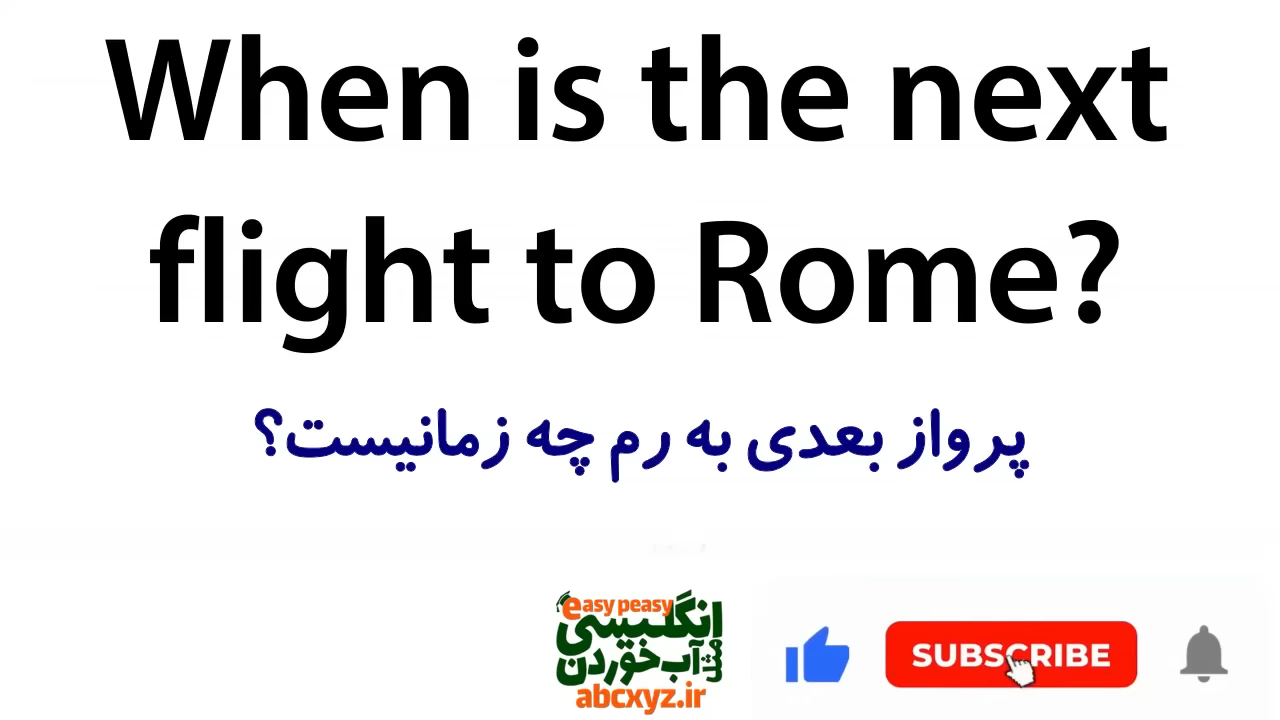 When is the next
flight to Rome?
پرواز بعدی به رم چه زمانیست؟
easy peasy
انگلیسی
مثل آب خوردن
abcxyz.ir
SUBSCRIBE